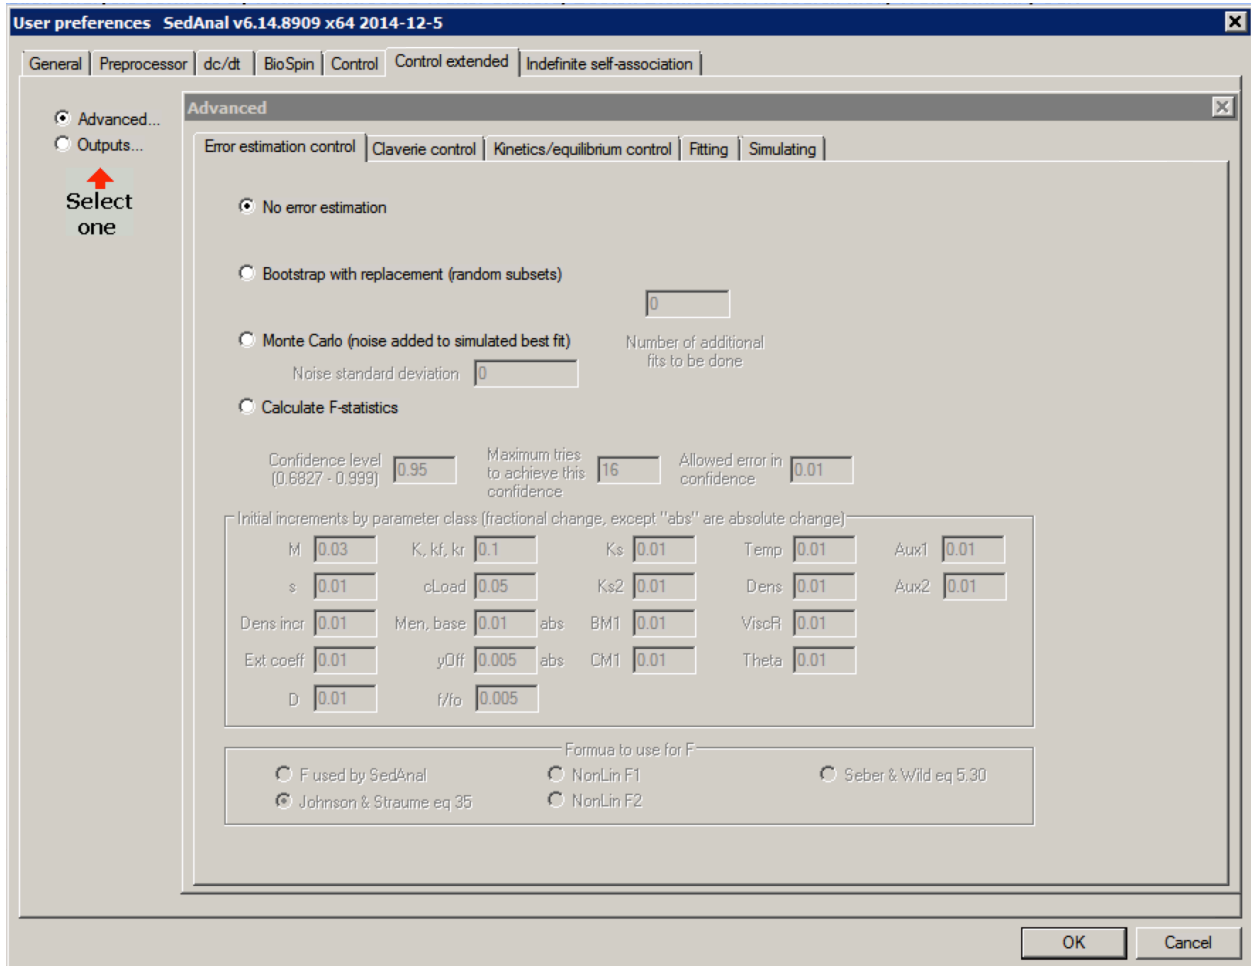 User preferences SedAnal v6.14.8909 x64 2014-12-5
General Preprocessor dc/dt BioSpin Control Control extended Indefinite self-association
Advanced...
Outputs...
Select
one
Advanced
Error estimation control Claverie control Kinetics/equilibrium control Fitting Simulating
No error estimation
Bootstrap with replacement (random subsets)
0
Monte Carlo (noise added to simulated best fit)
Number of additional
fits to be done
Noise standard deviation 0
Calculate F-statistics
Confidence level
(0.6827 - 0.999)
0.95
Maximum tries
to achieve this
confidence
16
Allowed error in
confidence
0.01
Initial increments by parameter class (fractional change, except "abs" are absolute change)
M 0.03 K, kf, kr 0.1 Ks 0.01 Temp 0.01 Aux1 0.01
s 0.01 cLoad 0.05 Ks2 0.01 Dens 0.01 Aux2 0.01
Dens incr 0.01 Men, base 0.01 abs BM1 0.01 ViscR 0.01
Ext coeff 0.01 yOff 0.005 abs CM1 0.01 Theta 0.01
D 0.01 f/fo 0.005
Formua to use for F
F used by SedAnal NonLin F1 Seber & Wild eq 5.30
Johnson & Straume eq 35 NonLin F2
OK Cancel